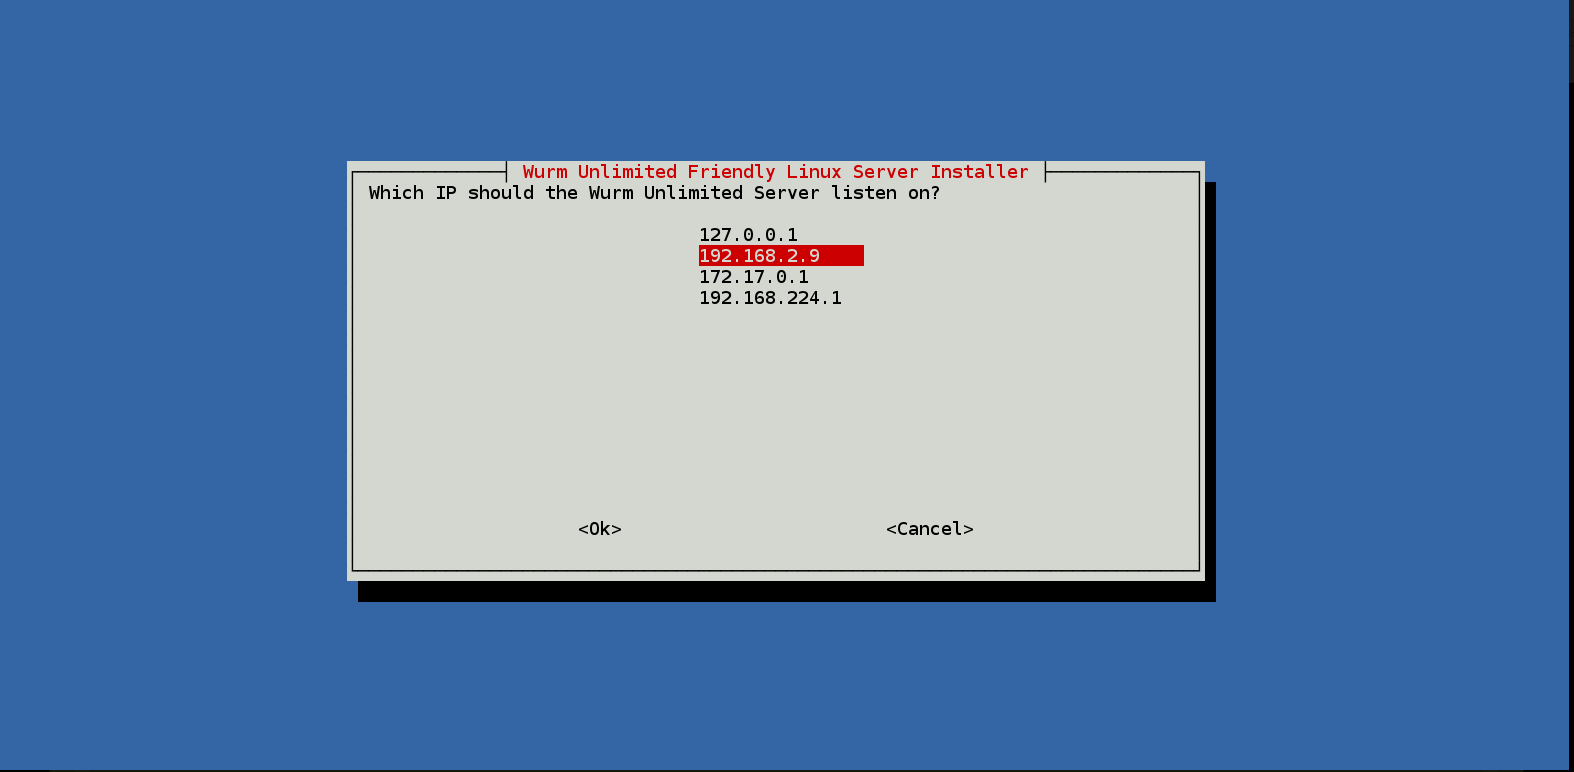 Wurm Unlimited Friendly Linux Server Installer
Which IP should the Wurm Unlimited Server listen on?
127.0.0.1
192.168.2.9
172.17.0.1
192.168.224.1
<Ok> <Cancel>